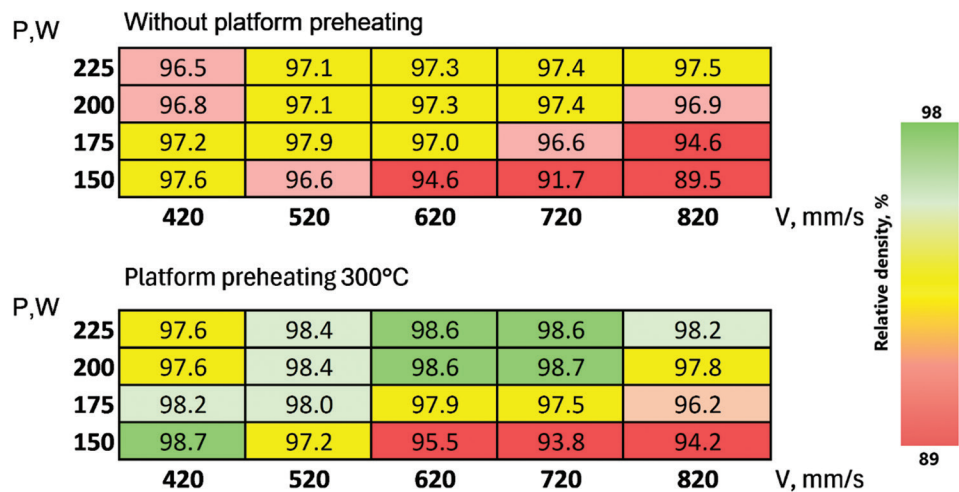 Without platform preheating
P,W
225 96.5 97.1 97.3 97.4 97.5
200 96.8 97.1 97.3 97.4 96.9
175 97.2 97.9 97.0 96.6 94.6
150 97.6 96.6 94.6 91.7 89.5
420 520 620 720 820 V, mm/s
Platform preheating 300°C
P,W
225 97.6 98.4 98.6 98.6 98.2
200 97.6 98.4 98.6 98.7 97.8
175 98.2 98.0 97.9 97.5 96.2
150 98.7 97.2 95.5 93.8 94.2
420 520 620 720 820 V, mm/s
98
Relative density, %
89